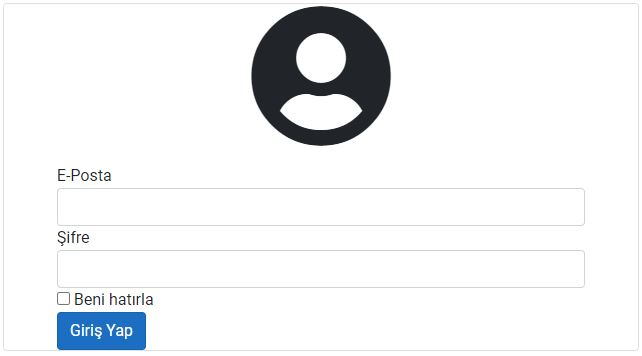 E-Posta
Şifre
Beni hatırla
Giriş Yap